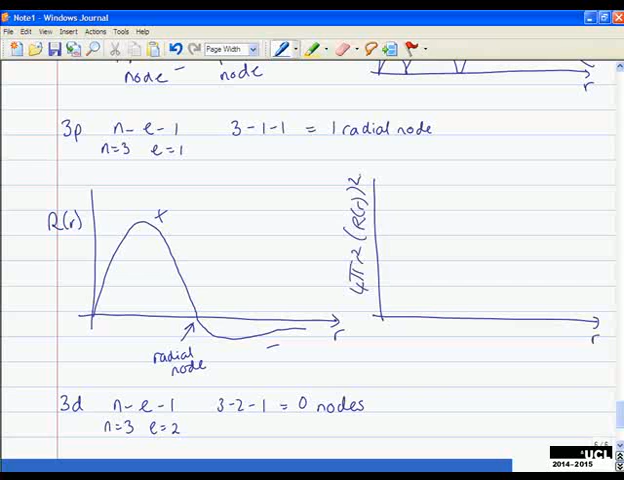 Note1 - Windows Journal
File Edit View Insert Actions Tools Help
Page Width
node node
r
3p n-l-1 3-1-1 = 1 radial node
n=3 l=1
R(r) +
4πr² (R(r))²
r
r
radial
node
-
3d n-l-1 3-2-1 = 0 nodes
n=3 l=2
UCL
2014-2015